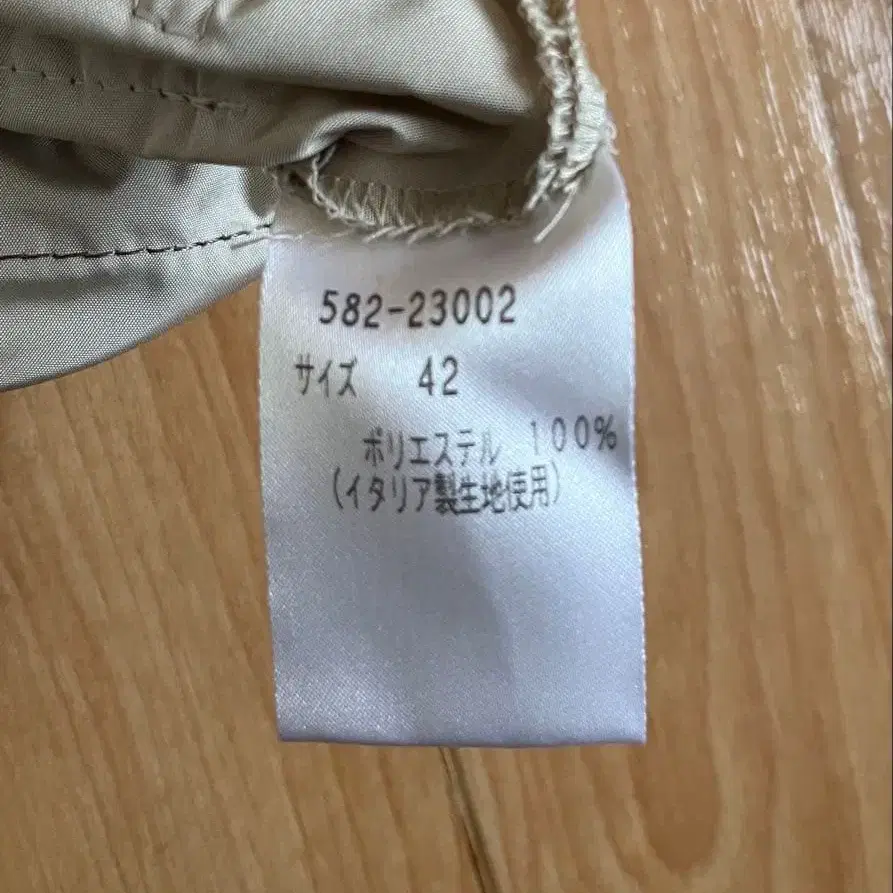 582-23002
サイズ 42
ポリエステル 100%
(イタリア製生地使用)